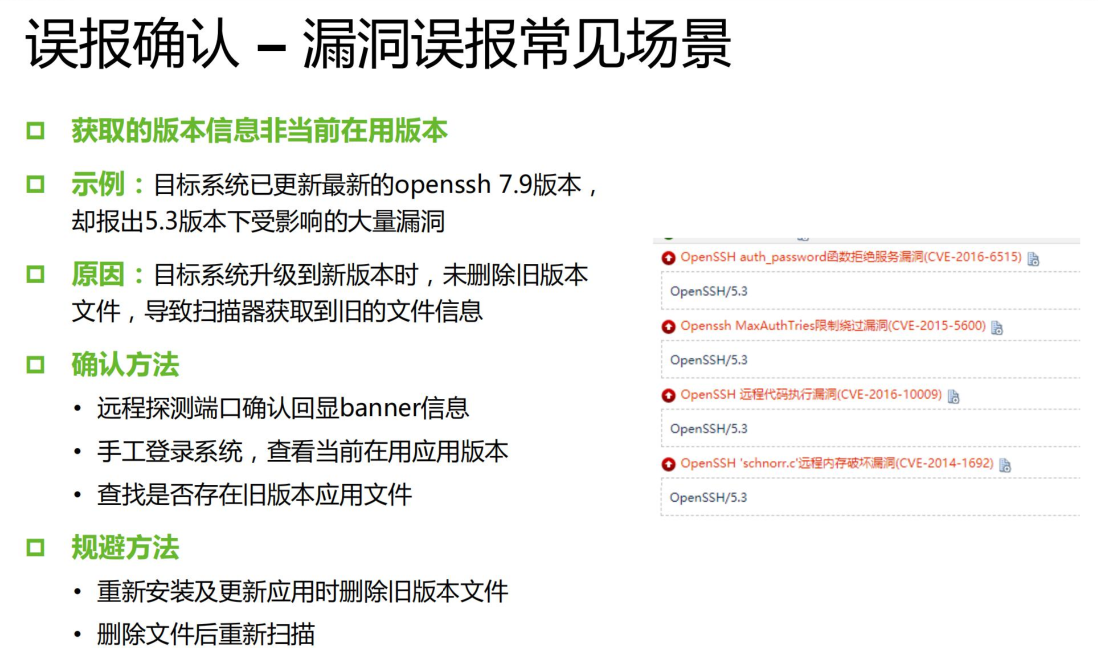 误报确认 – 漏洞误报常见场景
获取的版本信息非当前在用版本
示例：目标系统已更新最新的openssh 7.9版本，
却报出5.3版本下受影响的大量漏洞
原因：目标系统升级到新版本时，未删除旧版本
文件，导致扫描器获取到旧的文件信息
确认方法
• 远程探测端口确认回显banner信息
• 手工登录系统，查看当前在用应用版本
• 查找是否存在旧版本应用文件
规避方法
• 重新安装及更新应用时删除旧版本文件
• 删除文件后重新扫描
OpenSSH auth_password函数拒绝服务漏洞(CVE-2016-6515)
OpenSSH/5.3
Openssh MaxAuthTries限制绕过漏洞(CVE-2015-5600)
OpenSSH/5.3
OpenSSH 远程代码执行漏洞(CVE-2016-10009)
OpenSSH/5.3
OpenSSH 'schnorr.c'远程内存破坏漏洞(CVE-2014-1692)
OpenSSH/5.3